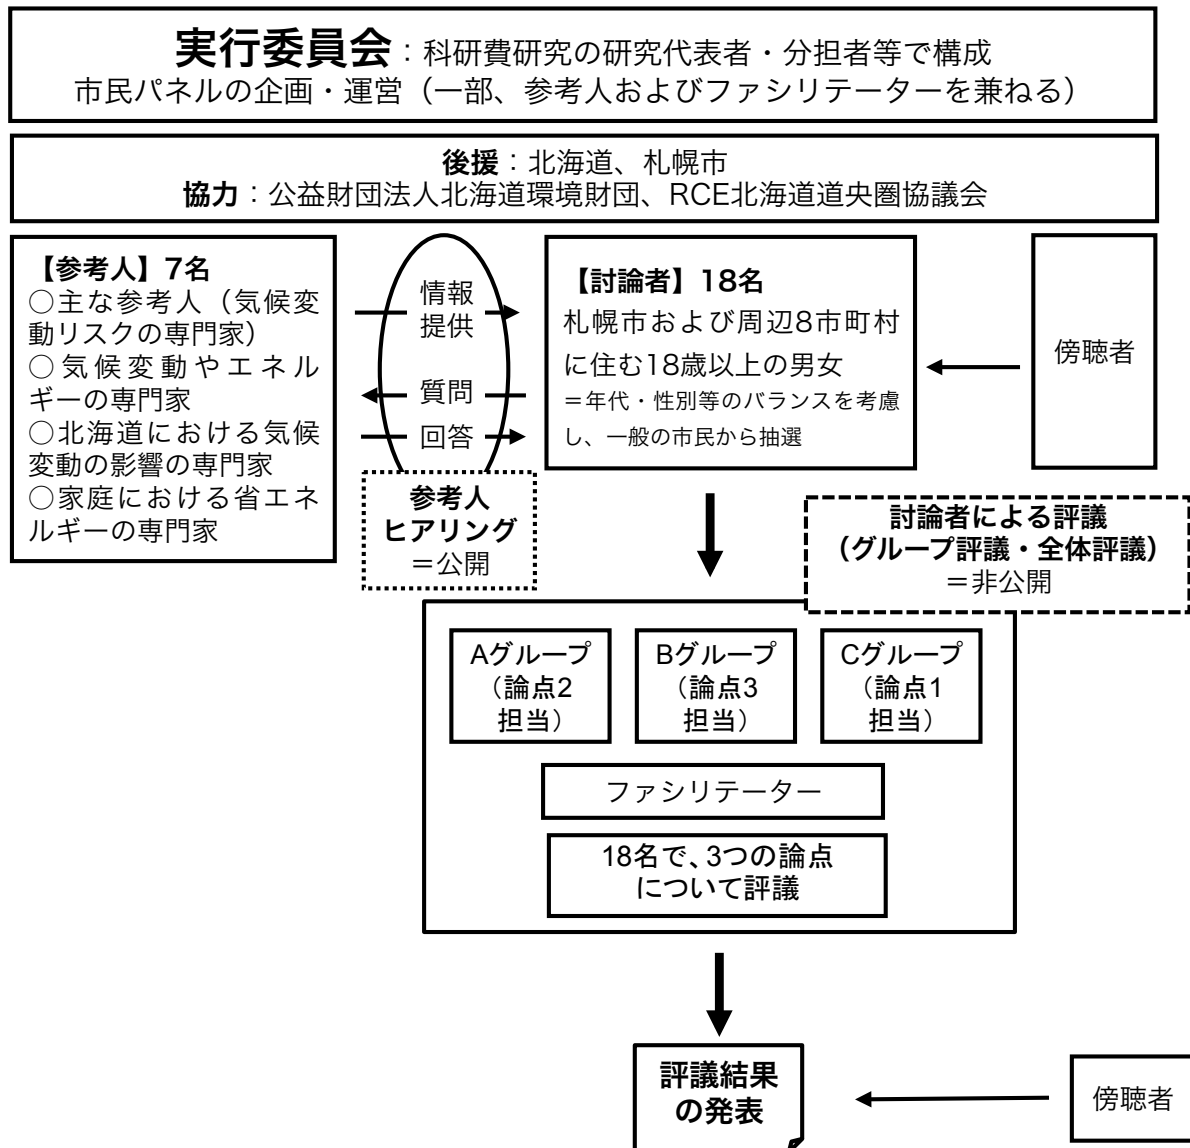 実行委員会：科研費研究の研究代表者・分担者等で構成
市民パネルの企画・運営（一部、参考人およびファシリテーターを兼ねる）
後援：北海道、札幌市
協力：公益財団法人北海道環境財団、RCE北海道道央圏協議会
【参考人】7名
○主な参考人（気候変
動リスクの専門家）
○気候変動やエネル
ギーの専門家
○北海道における気候
変動の影響の専門家
○家庭における省エネ
ルギーの専門家
情報
提供
質問
回答
参考人
ヒアリング
＝公開
【討論者】18名
札幌市および周辺8市町村
に住む18歳以上の男女
＝年代・性別等のバランスを考慮
し、一般の市民から抽選
傍聴者
討論者による評議
（グループ評議・全体評議）
＝非公開
Aグループ
（論点2
担当）
Bグループ
（論点3
担当）
Cグループ
（論点1
担当）
ファシリテーター
18名で、3つの論点
について評議
評議結果
の発表
傍聴者